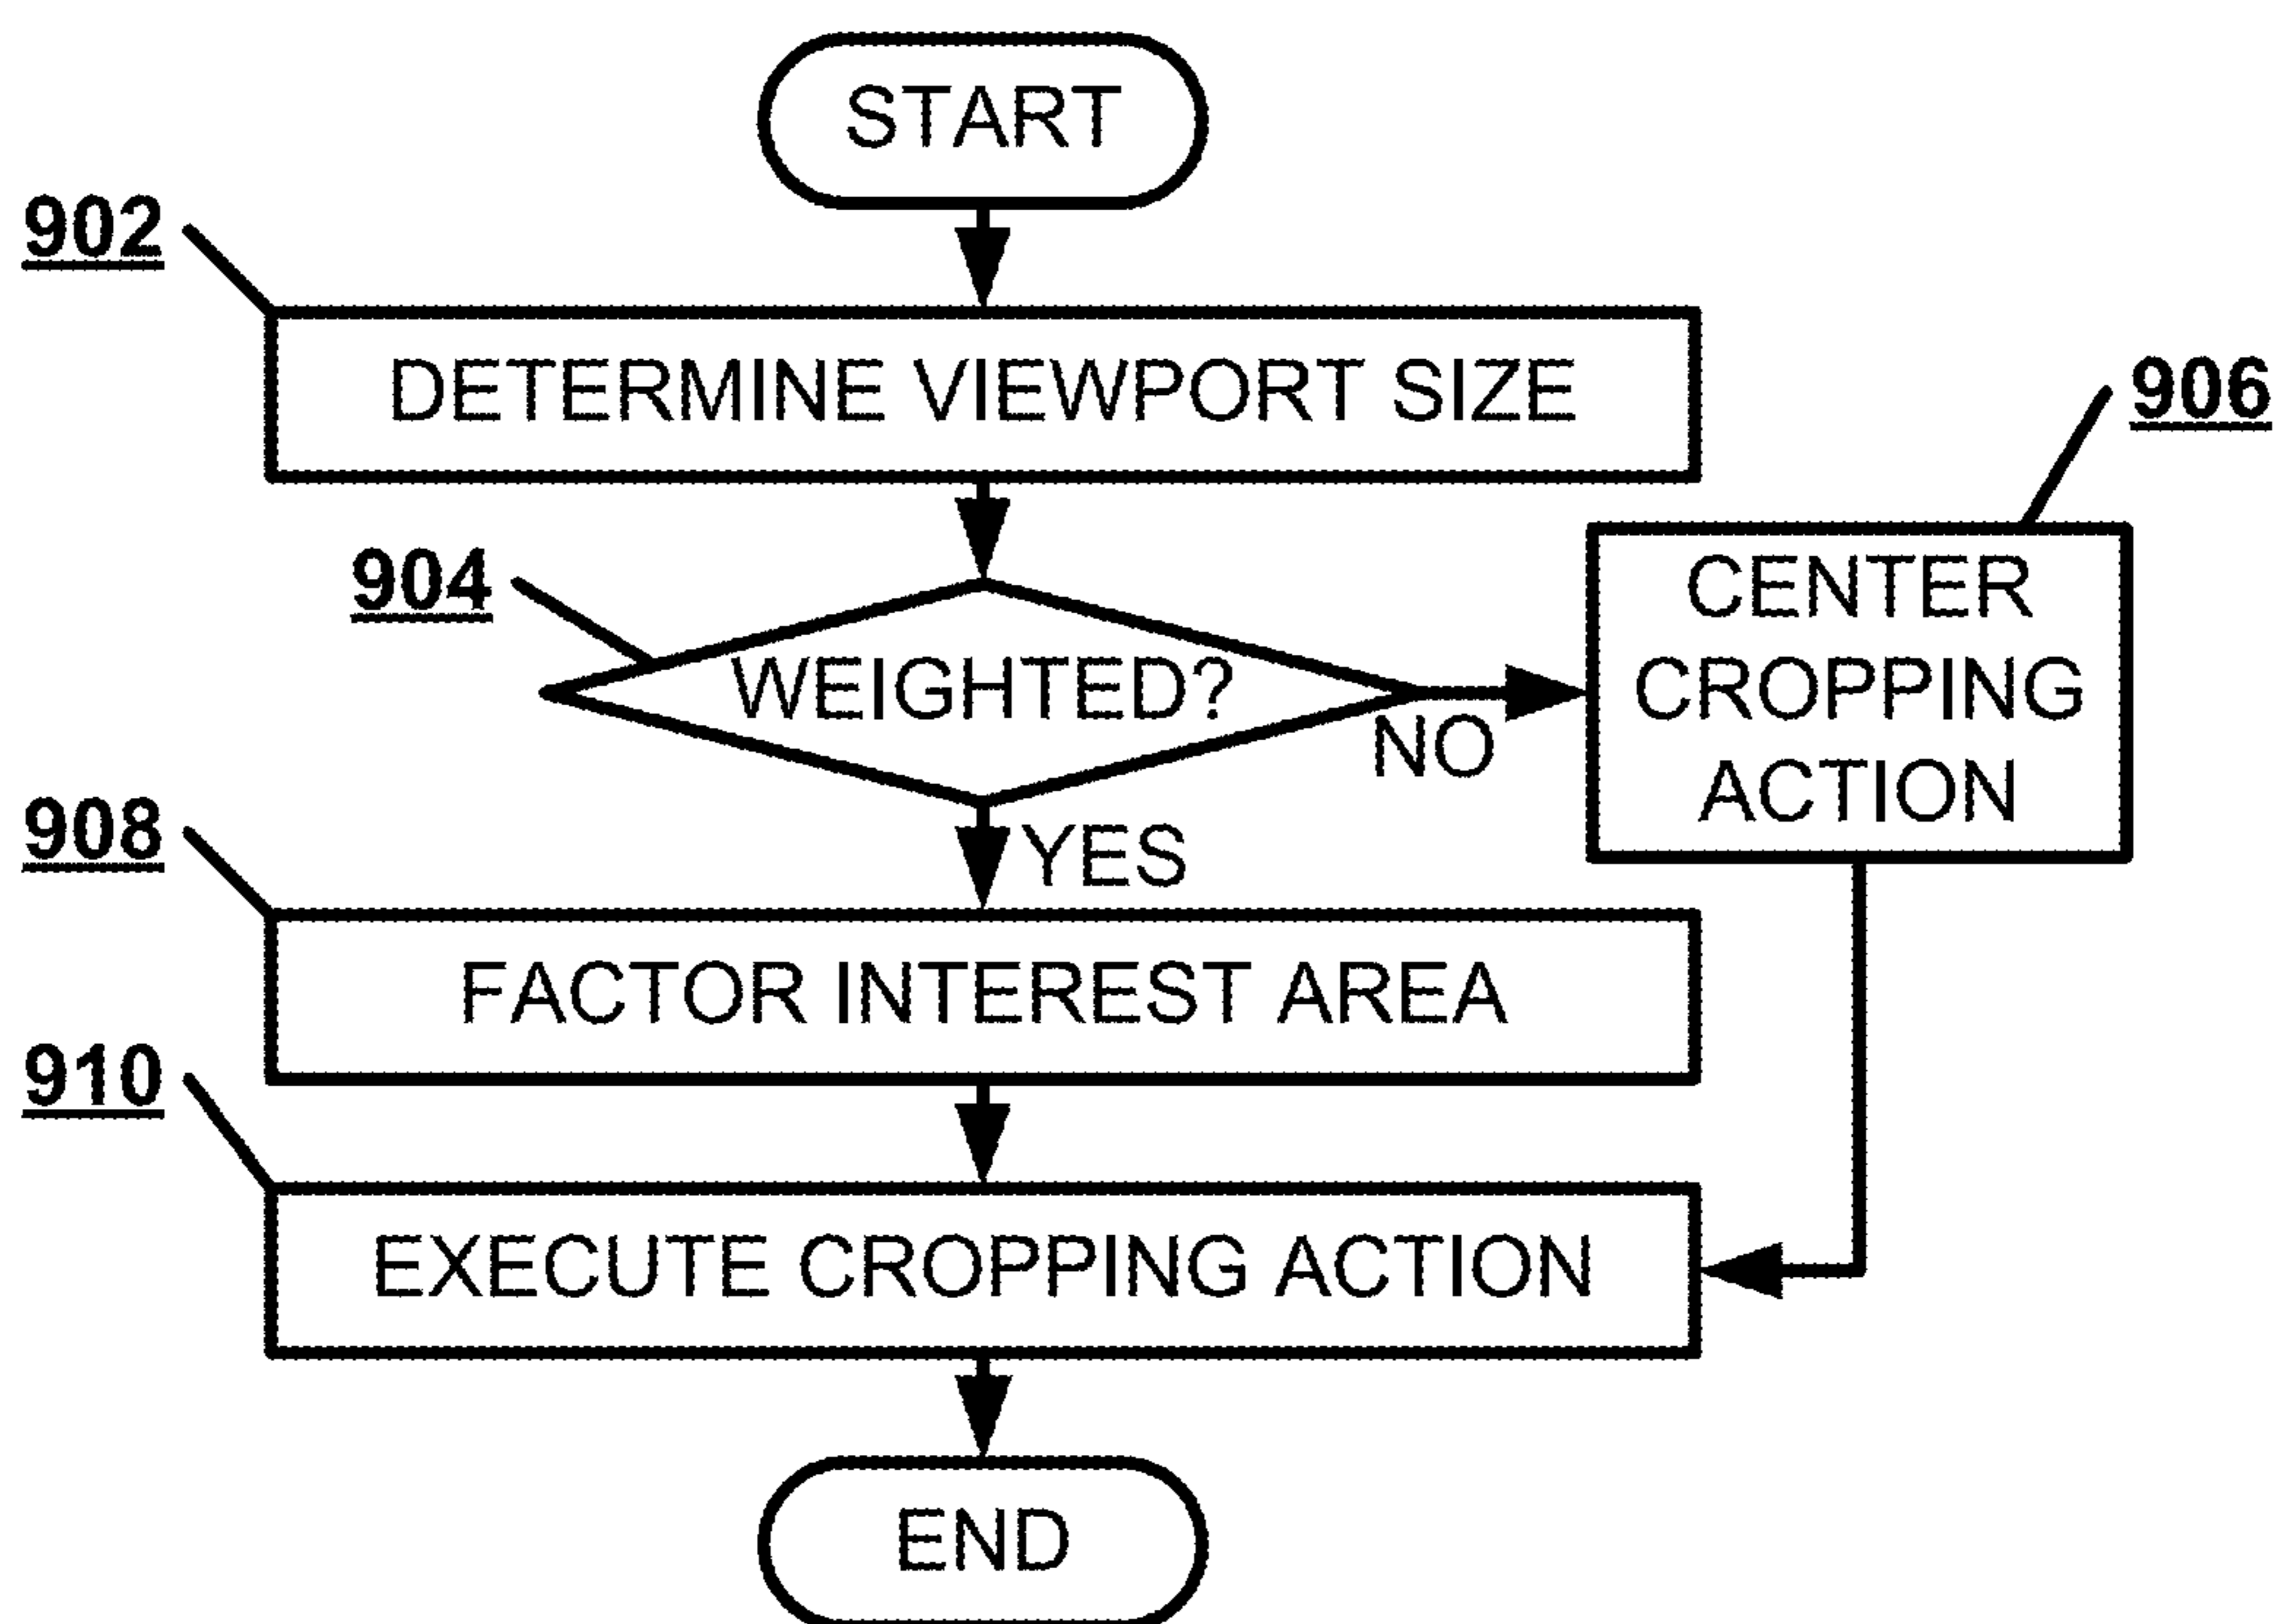 START
902
DETERMINE VIEWPORT SIZE
906
904
WEIGHTED?
NO
CENTER
CROPPING
ACTION
YES
908
FACTOR INTEREST AREA
910
EXECUTE CROPPING ACTION
END